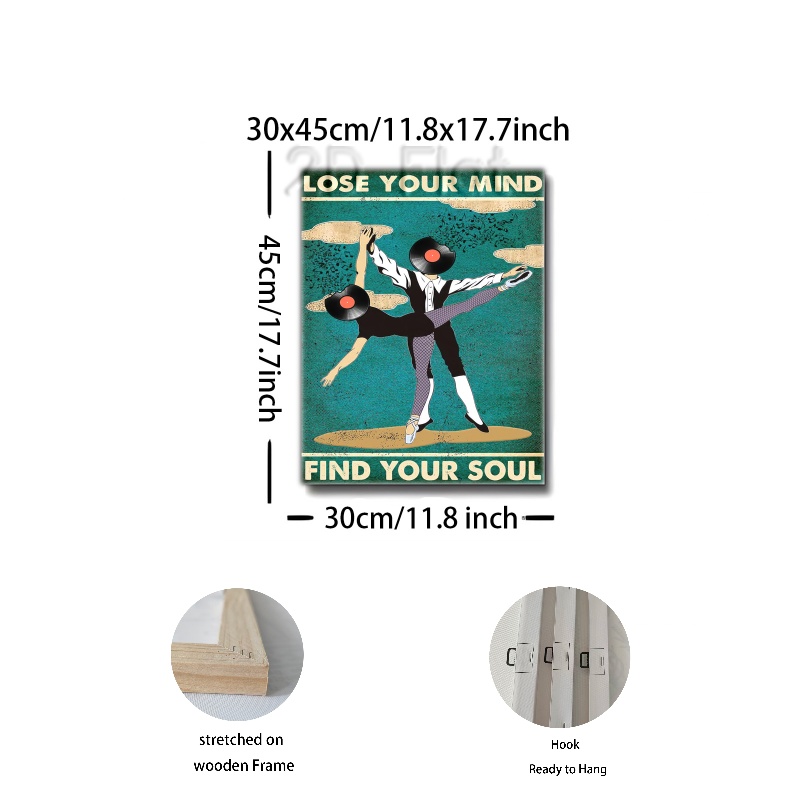 30x45cm/11.8x17.7inch
3D Flat
LOSE YOUR MIND
45cm/17.7inch
FIND YOUR SOUL
30cm/11.8 inch
stretched on
wooden Frame
Hook
Ready to Hang